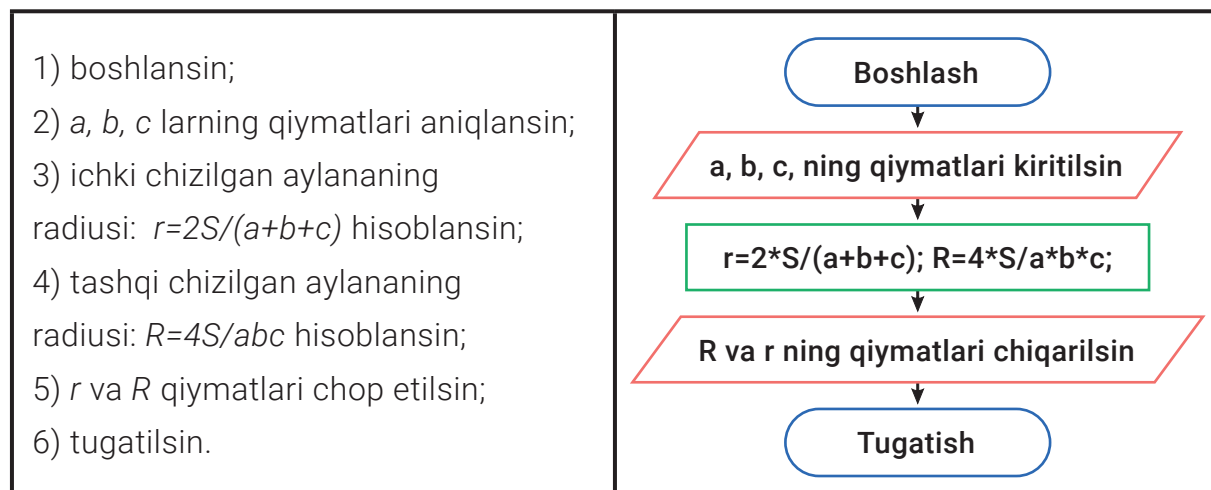 1) boshlansin;
2) a, b, c larning qiymatlari aniqlansin;
3) ichki chizilgan aylananing
radiusi: r=2S/(a+b+c) hisoblansin;
4) tashqi chizilgan aylananing
radiusi: R=4S/abc hisoblansin;
5) r va R qiymatlari chop etilsin;
6) tugatilsin.
Boshlash
a, b, c, ning qiymatlari kiritilsin
r=2*S/(a+b+c); R=4*S/a*b*c;
R va r ning qiymatlari chiqarilsin
Tugatish